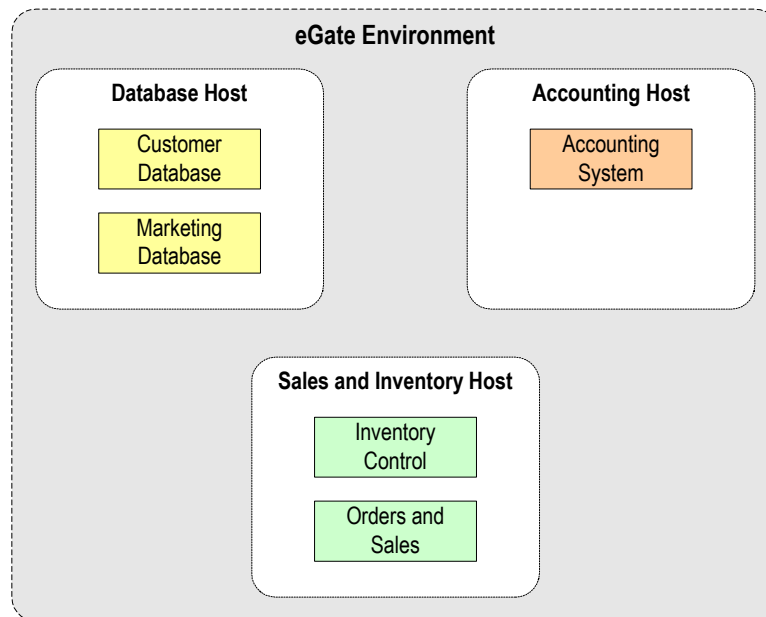 eGate Environment
Database Host
Customer
Database
Marketing
Database
Accounting Host
Accounting
System
Sales and Inventory Host
Inventory
Control
Orders and
Sales